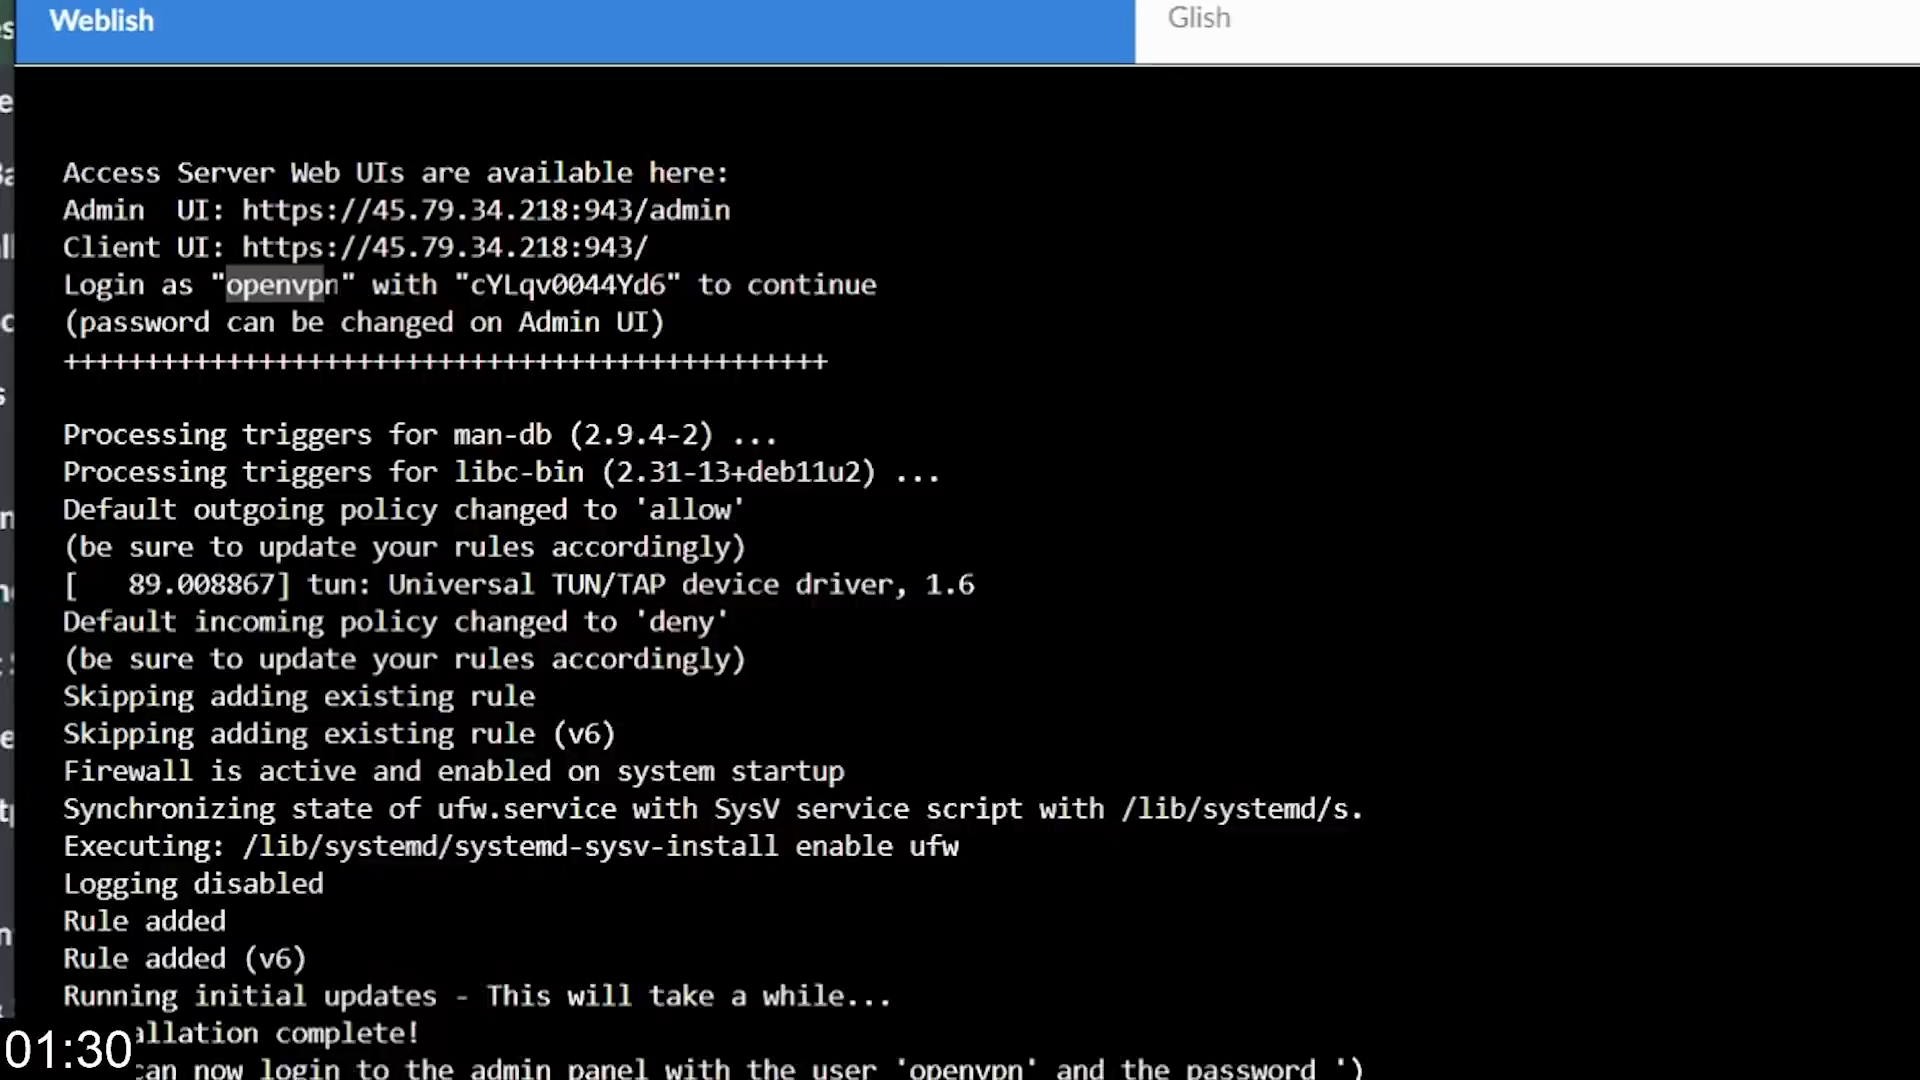 Weblish
Glish
Access Server Web UIs are available here:
Admin  UI: https://45.79.34.218:943/admin
Client UI: https://45.79.34.218:943/
Login as "openvpn" with "cYLqv0044Yd6" to continue
(password can be changed on Admin UI)
+++++++++++++++++++++++++++++++++++++++++++++++
Processing triggers for man-db (2.9.4-2) ...
Processing triggers for libc-bin (2.31-13+deb11u2) ...
Default outgoing policy changed to 'allow'
(be sure to update your rules accordingly)
[   89.008867] tun: Universal TUN/TAP device driver, 1.6
Default incoming policy changed to 'deny'
(be sure to update your rules accordingly)
Skipping adding existing rule
Skipping adding existing rule (v6)
Firewall is active and enabled on system startup
Synchronizing state of ufw.service with SysV service script with /lib/systemd/s.
Executing: /lib/systemd/systemd-sysv-install enable ufw
Logging disabled
Rule added
Rule added (v6)
Running initial updates - This will take a while...
allation complete!
an now login to the admin panel with the user 'openvpn' and the password ')
01:30